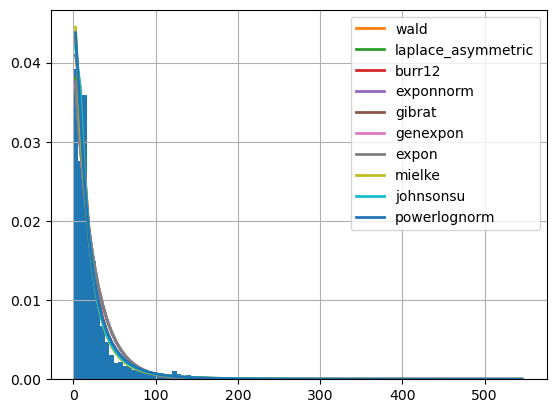 0.04
0.03
0.02
0.01
0.00
0
100
200
300
400
500
wald
laplace_asymmetric
burr12
exponnorm
gibrat
genexpon
expon
mielke
johnsonsu
powerlognorm